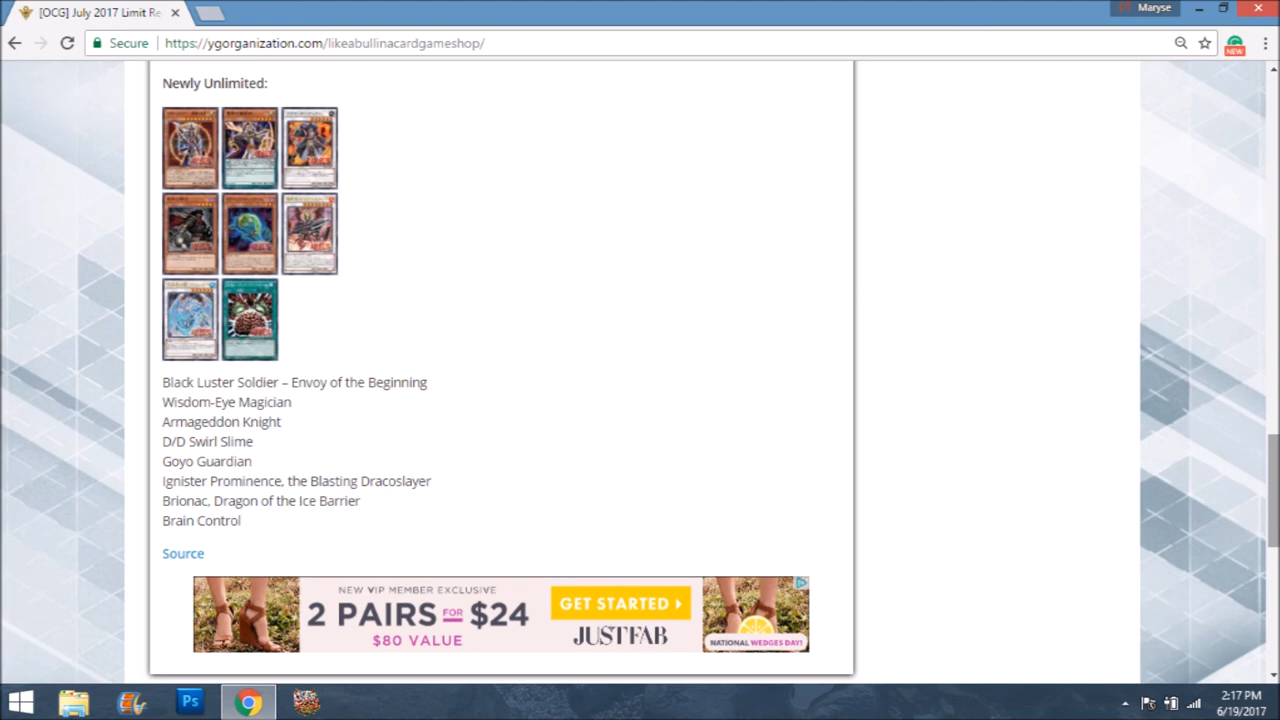 [OCG] July 2017 Limit Re
Maryse
Secure
https://ygorganization.com/likeabullinacardgameshop/
NEW
Newly Unlimited:
Black Luster Soldier – Envoy of the Beginning
Wisdom-Eye Magician
Armageddon Knight
D/D Swirl Slime
Goyo Guardian
Ignister Prominence, the Blasting Dracoslayer
Brionac, Dragon of the Ice Barrier
Brain Control
Source
NEW VIP MEMBER EXCLUSIVE
2 PAIRS FOR $24
$80 VALUE
GET STARTED
JUSTFAB
NATIONAL WEDGES DAY!
Ps
2:17 PM
6/19/2017